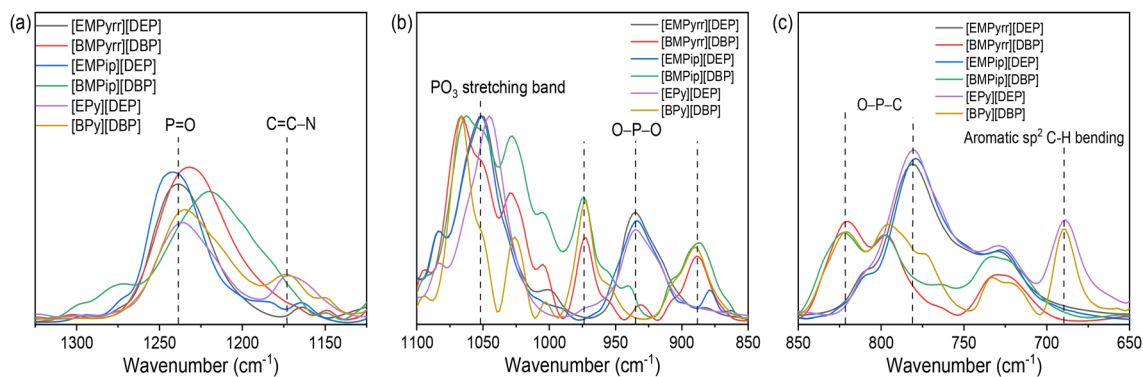 (a)
[EMPyrr][DEP]
[BMPyrr][DBP]
[EMPip][DEP]
[BMPip][DBP]
[EPy][DEP]
[BPy][DBP]
P=O
C=C–N
1300
1250
1200
1150
Wavenumber (cm⁻¹)
(b)
[EMPyrr][DEP]
[BMPyrr][DBP]
[EMPip][DEP]
[BMPip][DBP]
[EPy][DEP]
[BPy][DBP]
PO₃ stretching band
O–P–O
1100
1050
1000
950
900
850
Wavenumber (cm⁻¹)
(c)
[EMPyrr][DEP]
[BMPyrr][DBP]
[EMPip][DEP]
[BMPip][DBP]
[EPy][DEP]
[BPy][DBP]
O–P–C
Aromatic sp² C-H bending
850
800
750
700
650
Wavenumber (cm⁻¹)